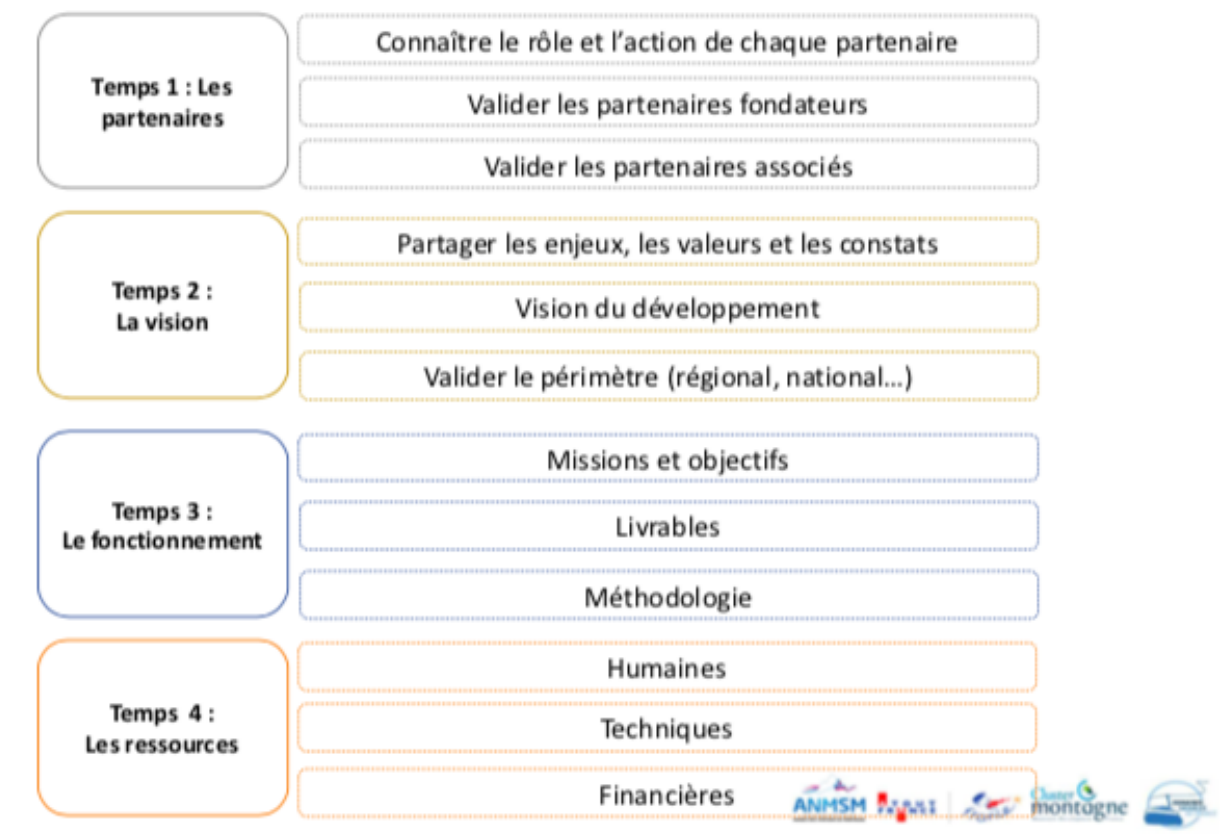 Temps 1 : Les
partenaires
Connaître le rôle et l'action de chaque partenaire
Valider les partenaires fondateurs
Valider les partenaires associés
Temps 2 :
La vision
Partager les enjeux, les valeurs et les constats
Vision du développement
Valider le périmètre (régional, national...)
Temps 3 :
Le fonctionnement
Missions et objectifs
Livrables
Méthodologie
Temps 4 :
Les ressources
Humaines
Techniques
Financières
ANMSM
Cluster
montagne